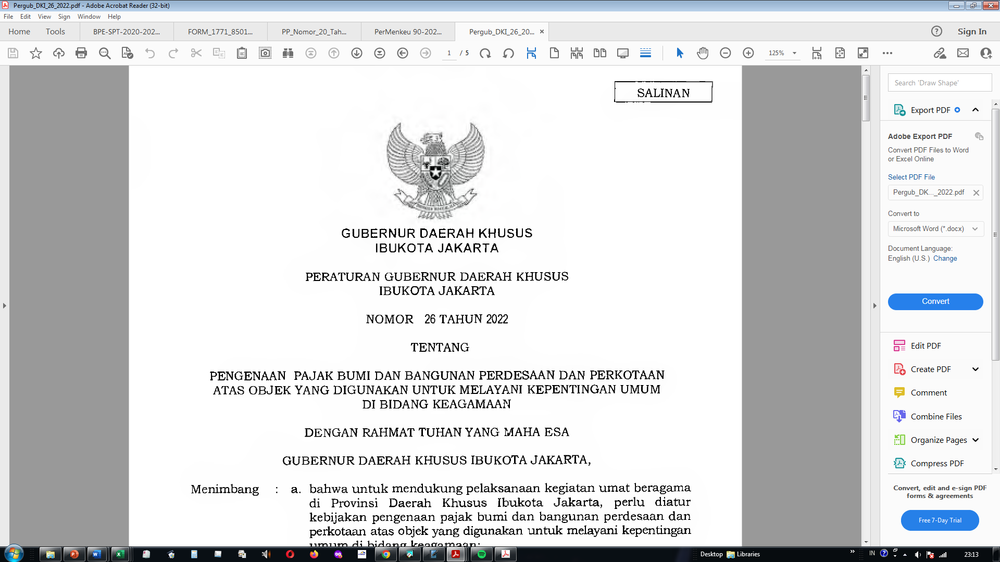 Pergub_DKI_26_2022.pdf - Adobe Acrobat Reader (32-bit)
File Edit View Sign Window Help
Home Tools BPE-SPT-2020-202... FORM_1771_8501... PP_Nomor_20_Tah... PerMenkeu 90-202... Pergub_DKI_26_20... Sign In
1 / 5 125%
SALINAN
GUBERNUR DAERAH KHUSUS
IBUKOTA JAKARTA
PERATURAN GUBERNUR DAERAH KHUSUS
IBUKOTA JAKARTA
NOMOR 26 TAHUN 2022
TENTANG
PENGENAAN PAJAK BUMI DAN BANGUNAN PERDESAAN DAN PERKOTAAN
ATAS OBJEK YANG DIGUNAKAN UNTUK MELAYANI KEPENTINGAN UMUM
DI BIDANG KEAGAMAAN
DENGAN RAHMAT TUHAN YANG MAHA ESA
GUBERNUR DAERAH KHUSUS IBUKOTA JAKARTA,
Menimbang : a. bahwa untuk mendukung pelaksanaan kegiatan umat beragama
di Provinsi Daerah Khusus Ibukota Jakarta, perlu diatur
kebijakan pengenaan pajak bumi dan bangunan perdesaan dan
perkotaan atas objek yang digunakan untuk melayani kepentingan
umum di bidang keagamaan;
Search 'Draw Shape'
Export PDF
Adobe Export PDF
Convert PDF Files to Word
or Excel Online
Select PDF File
Pergub_DK..._2022.pdf
Convert to
Microsoft Word (*.docx)
Document Language:
English (U.S.) Change
Convert
Edit PDF
Create PDF
Comment
Combine Files
Organize Pages
Compress PDF
Convert, edit and e-sign PDF
forms & agreements
Free 7-Day Trial
Desktop Libraries IN 23:13